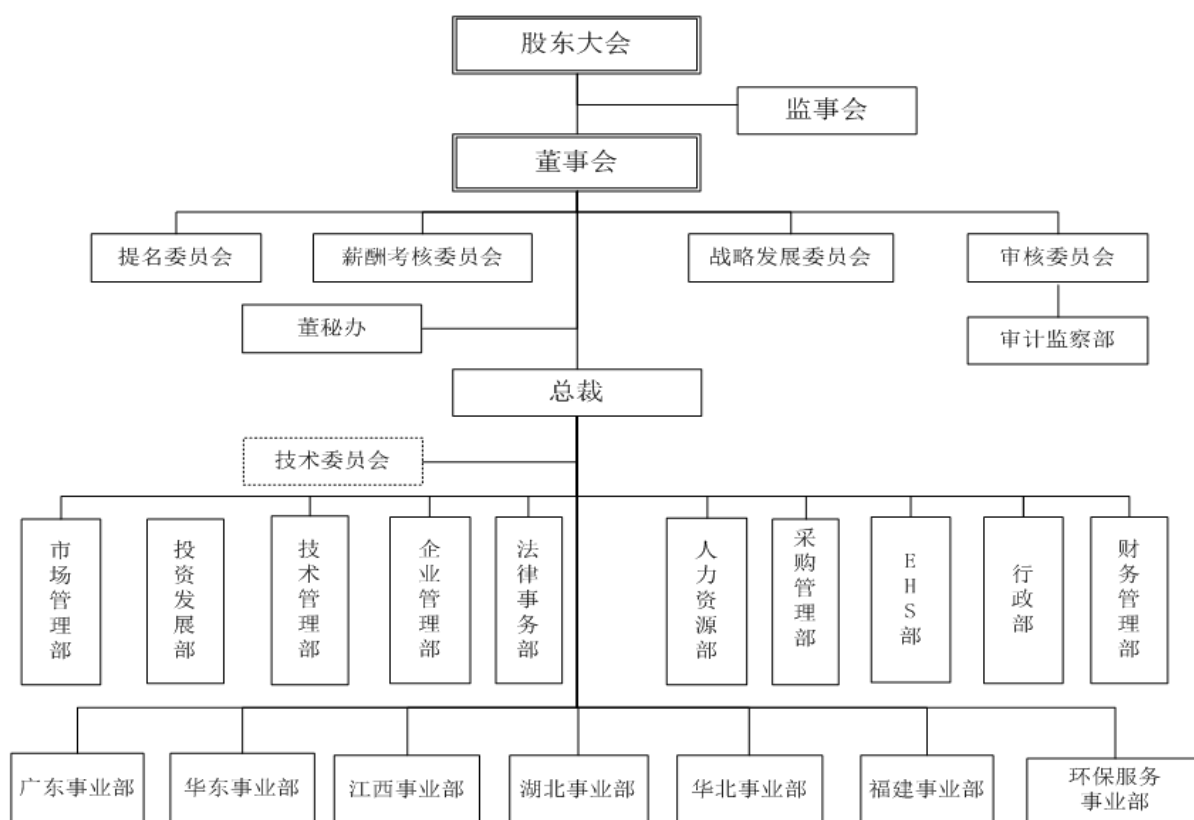 股东大会
监事会
董事会
提名委员会
薪酬考核委员会
战略发展委员会
审核委员会
董秘办
审计监察部
总裁
技术委员会
市场管理部
投资发展部
技术管理部
企业管理部
法律事务部
人力资源部
采购管理部
EHS部
行政部
财务管理部
广东事业部
华东事业部
江西事业部
湖北事业部
华北事业部
福建事业部
环保服务
事业部